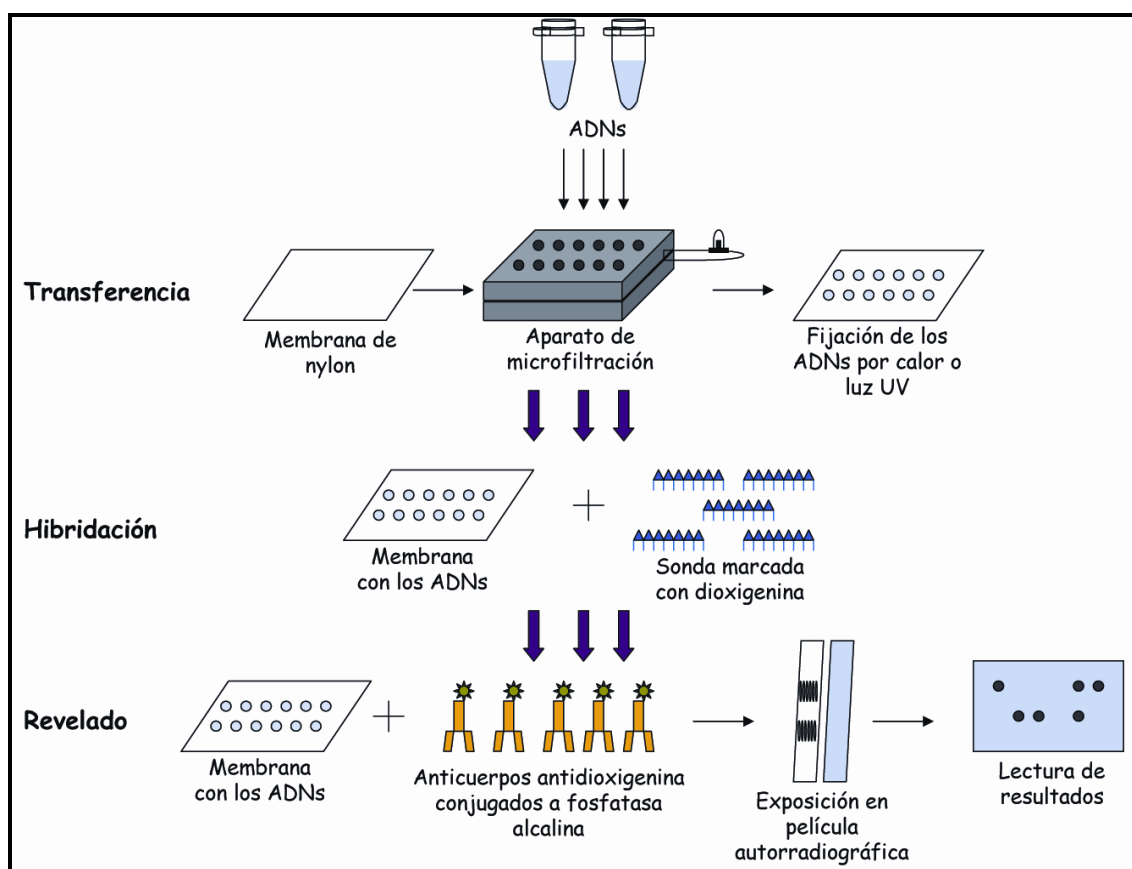 ADNs
Transferencia
Membrana de
nylon
Aparato de
microfiltración
Fijación de los
ADNs por calor o
luz UV
Hibridación
Membrana
con los ADNs
Sonda marcada
con dioxigenina
Revelado
Membrana
con los ADNs
Anticuerpos antidioxigenina
conjugados a fosfatasa
alcalina
Exposición en
película
autorradiográfica
Lectura de
resultados